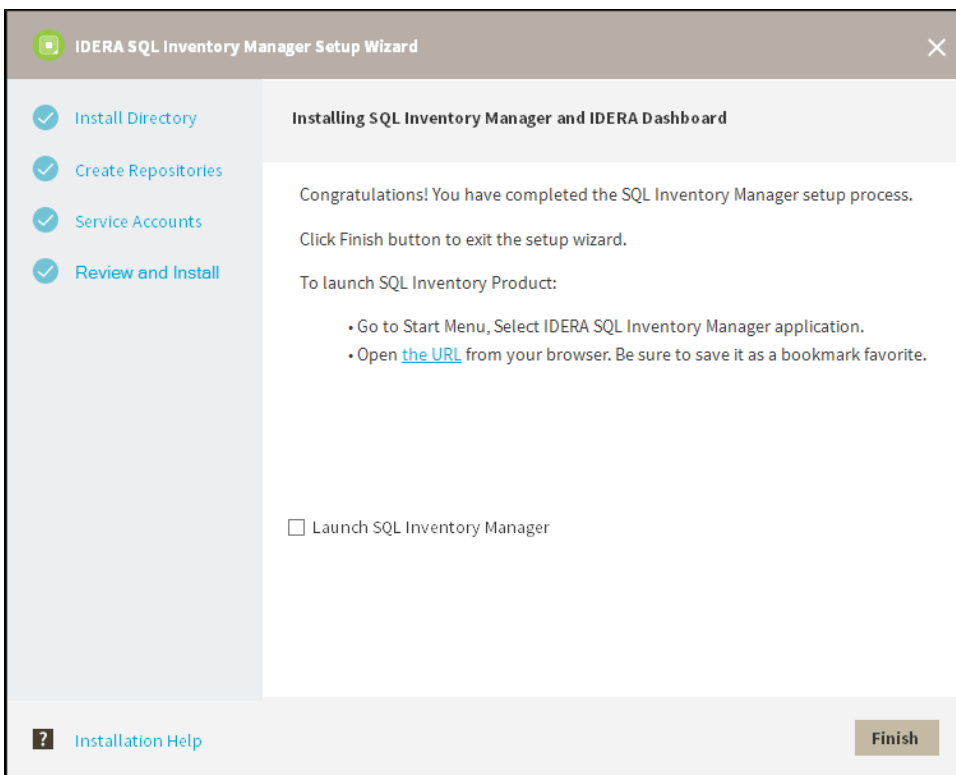 IDERA SQL Inventory Manager Setup Wizard
Install Directory
Create Repositories
Service Accounts
Review and Install
Installing SQL Inventory Manager and IDERA Dashboard
Congratulations! You have completed the SQL Inventory Manager setup process.
Click Finish button to exit the setup wizard.
To launch SQL Inventory Product:
• Go to Start Menu, Select IDERA SQL Inventory Manager application.
• Open the URL from your browser. Be sure to save it as a bookmark favorite.
Launch SQL Inventory Manager
? Installation Help
Finish